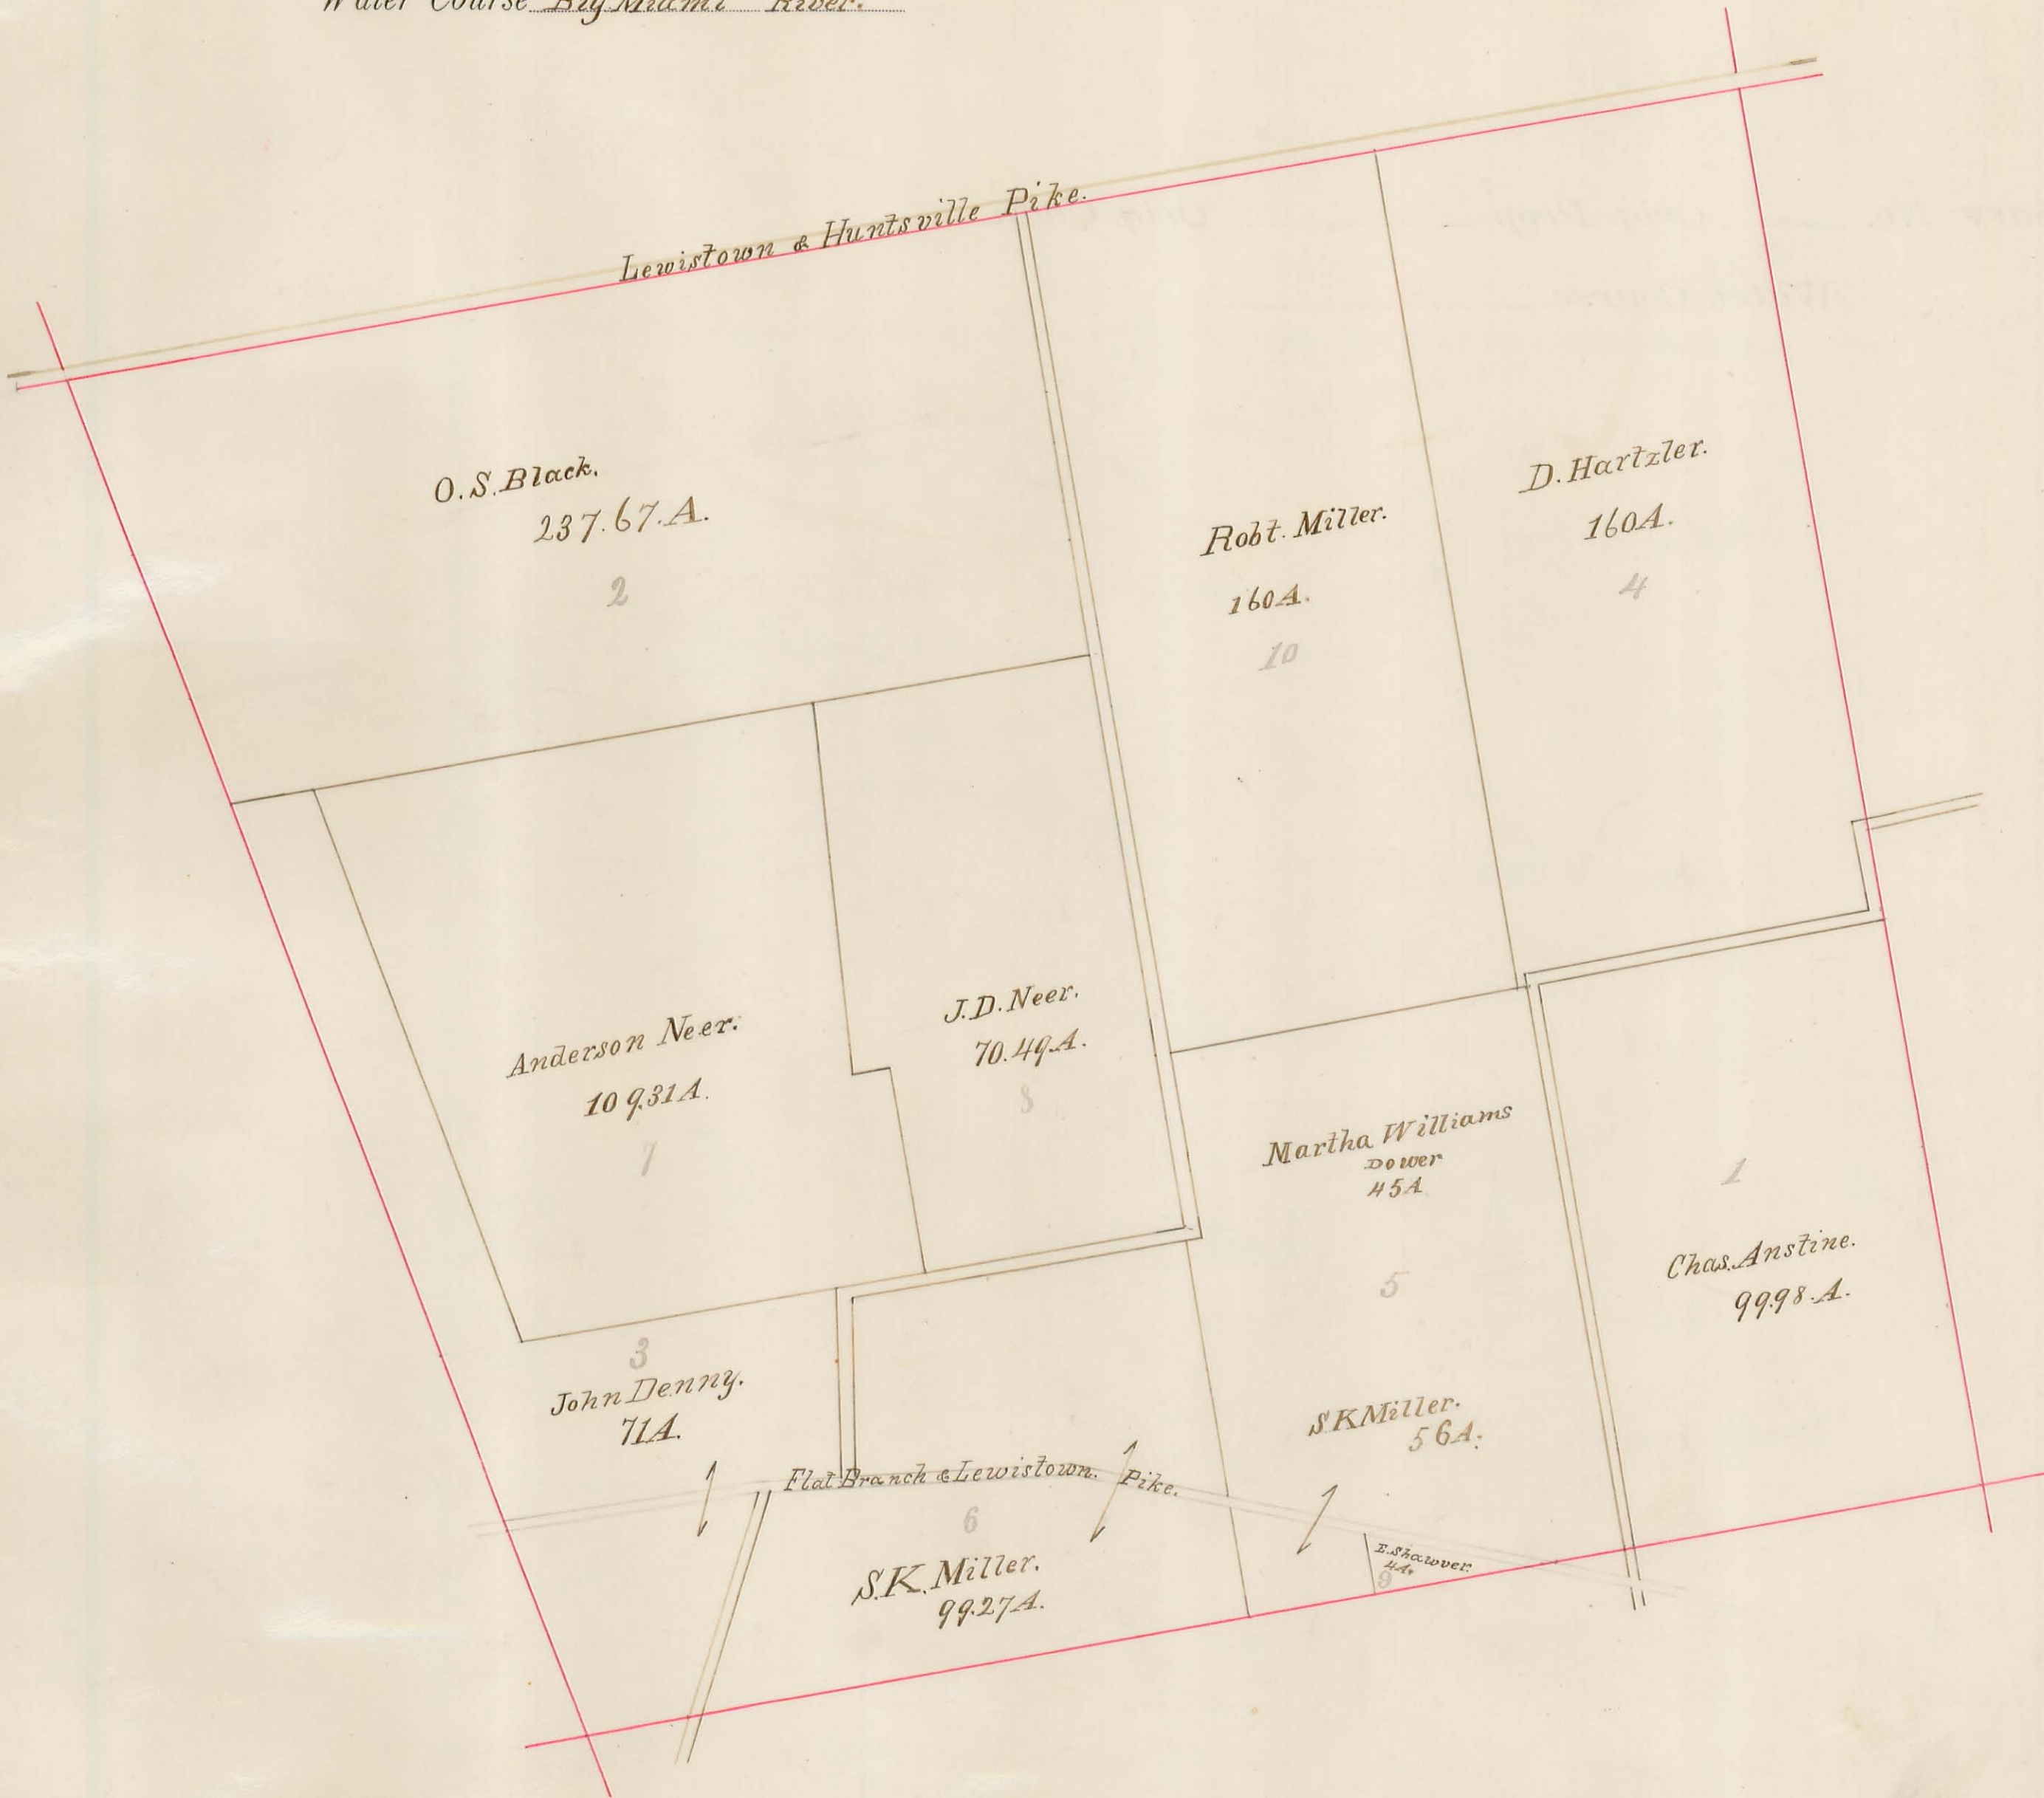 Water Course Big Miami River.
Lewistown & Huntsville Pike.
O.S. Black.
237.67.A.
2
Robt. Miller.
160A.
10
D. Hartzler.
160A.
4
Anderson Neer.
109.31A.
7
J.D. Neer.
70.49.A.
8
Martha Williams
Dower
45A
5
1
Chas. Anstine.
99.98.A.
3
John Denny.
71A.
S K Miller.
56A.
Flat Branch & Lewistown. Pike.
6
S.K. Miller.
99.27A.
E. Shawver.
4A.
9